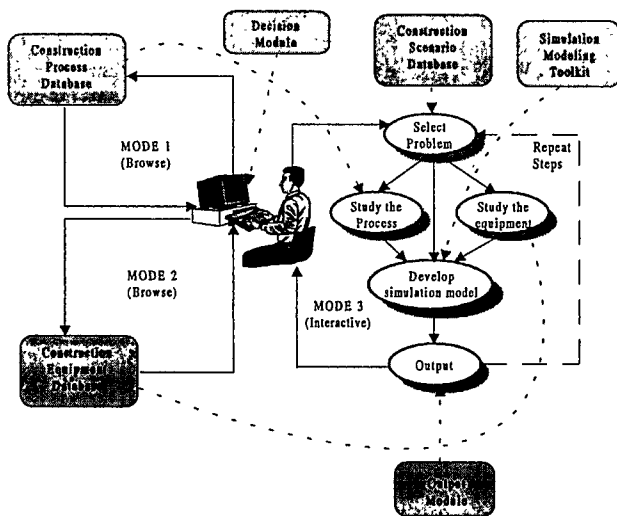 Construction
Process
Database
Decision
Module
Construction
Scenario
Database
Simulation
Modeling
Toolkit
Select
Problem
Repeat
Steps
MODE 1
(Browse)
Study the
Process
Study the
equipment
MODE 2
(Browse)
Develop
simulation model
MODE 3
(Interactive)
Construction
Equipment
Database
Output
Output
Module